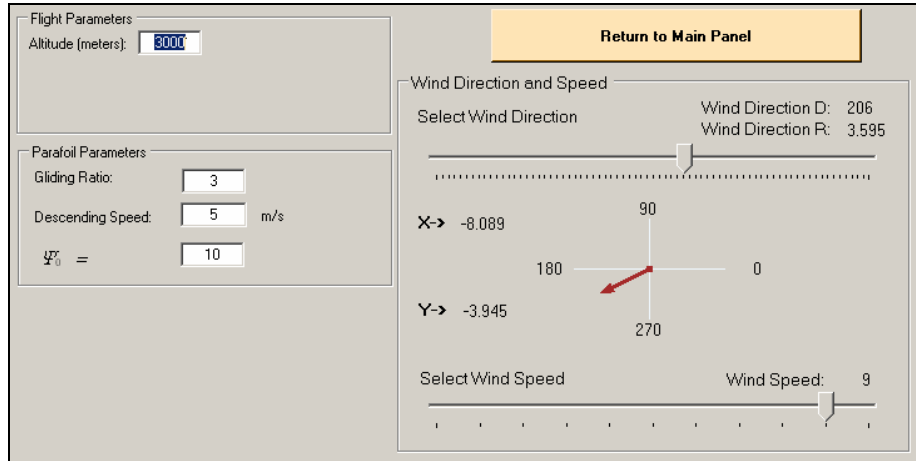 Flight Parameters
Altitude (meters): 3000
Return to Main Panel
Parafoil Parameters
Gliding Ratio: 3
Descending Speed: 5 m/s
Ψ₀ʳ = 10
Wind Direction and Speed
Select Wind Direction
Wind Direction D: 206
Wind Direction R: 3.595
X-> -8.089
90
180
0
Y-> -3.945
270
Select Wind Speed
Wind Speed: 9